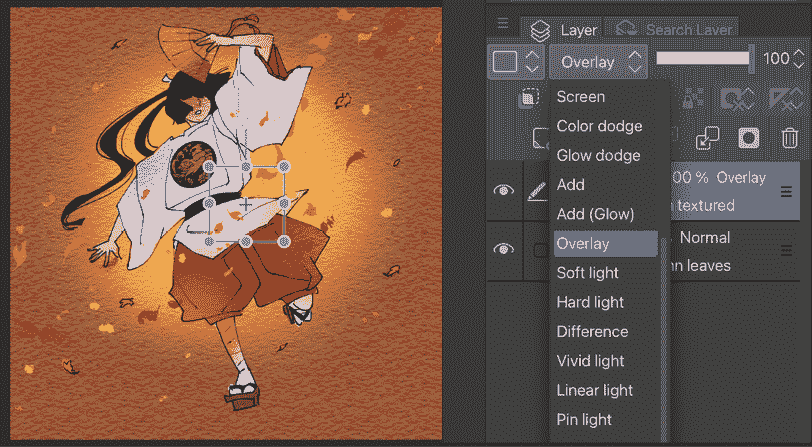 Layer
Search Layer
Overlay
100
Screen
Color dodge
Glow dodge
Add
Add (Glow)
Overlay
Soft light
Hard light
Difference
Vivid light
Linear light
Pin light
00 % Overlay
textured
Normal
leaves